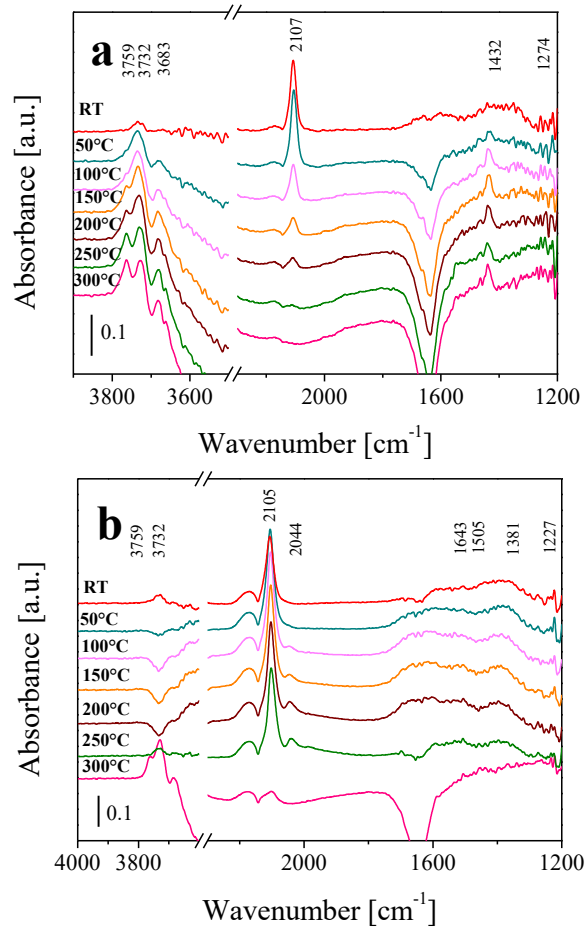 a
3759 3732 3683 2107 1432 1274
RT
50°C
100°C
150°C
200°C
250°C
300°C
0.1
Absorbance [a.u.]
3800 3600 2000 1600 1200
Wavenumber [cm⁻¹]
b
3759 3732 2105 2044 1643 1505 1381 1227
RT
50°C
100°C
150°C
200°C
250°C
300°C
0.1
Absorbance [a.u.]
4000 3800 2000 1600 1200
Wavenumber [cm⁻¹]